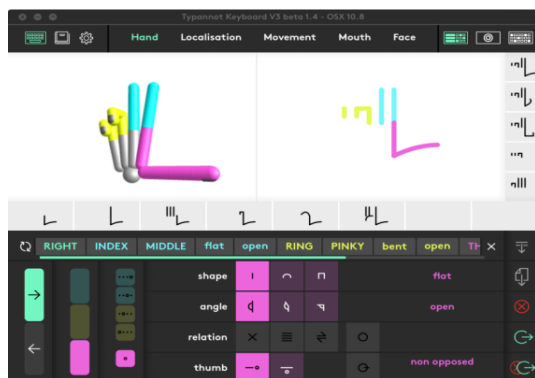 Typannot Keyboard V3 beta 1.4 - OSX 10.8
Hand Localisation Movement Mouth Face
RIGHT INDEX MIDDLE flat open RING PINKY bent open TH
shape flat
angle open
relation
thumb non opposed